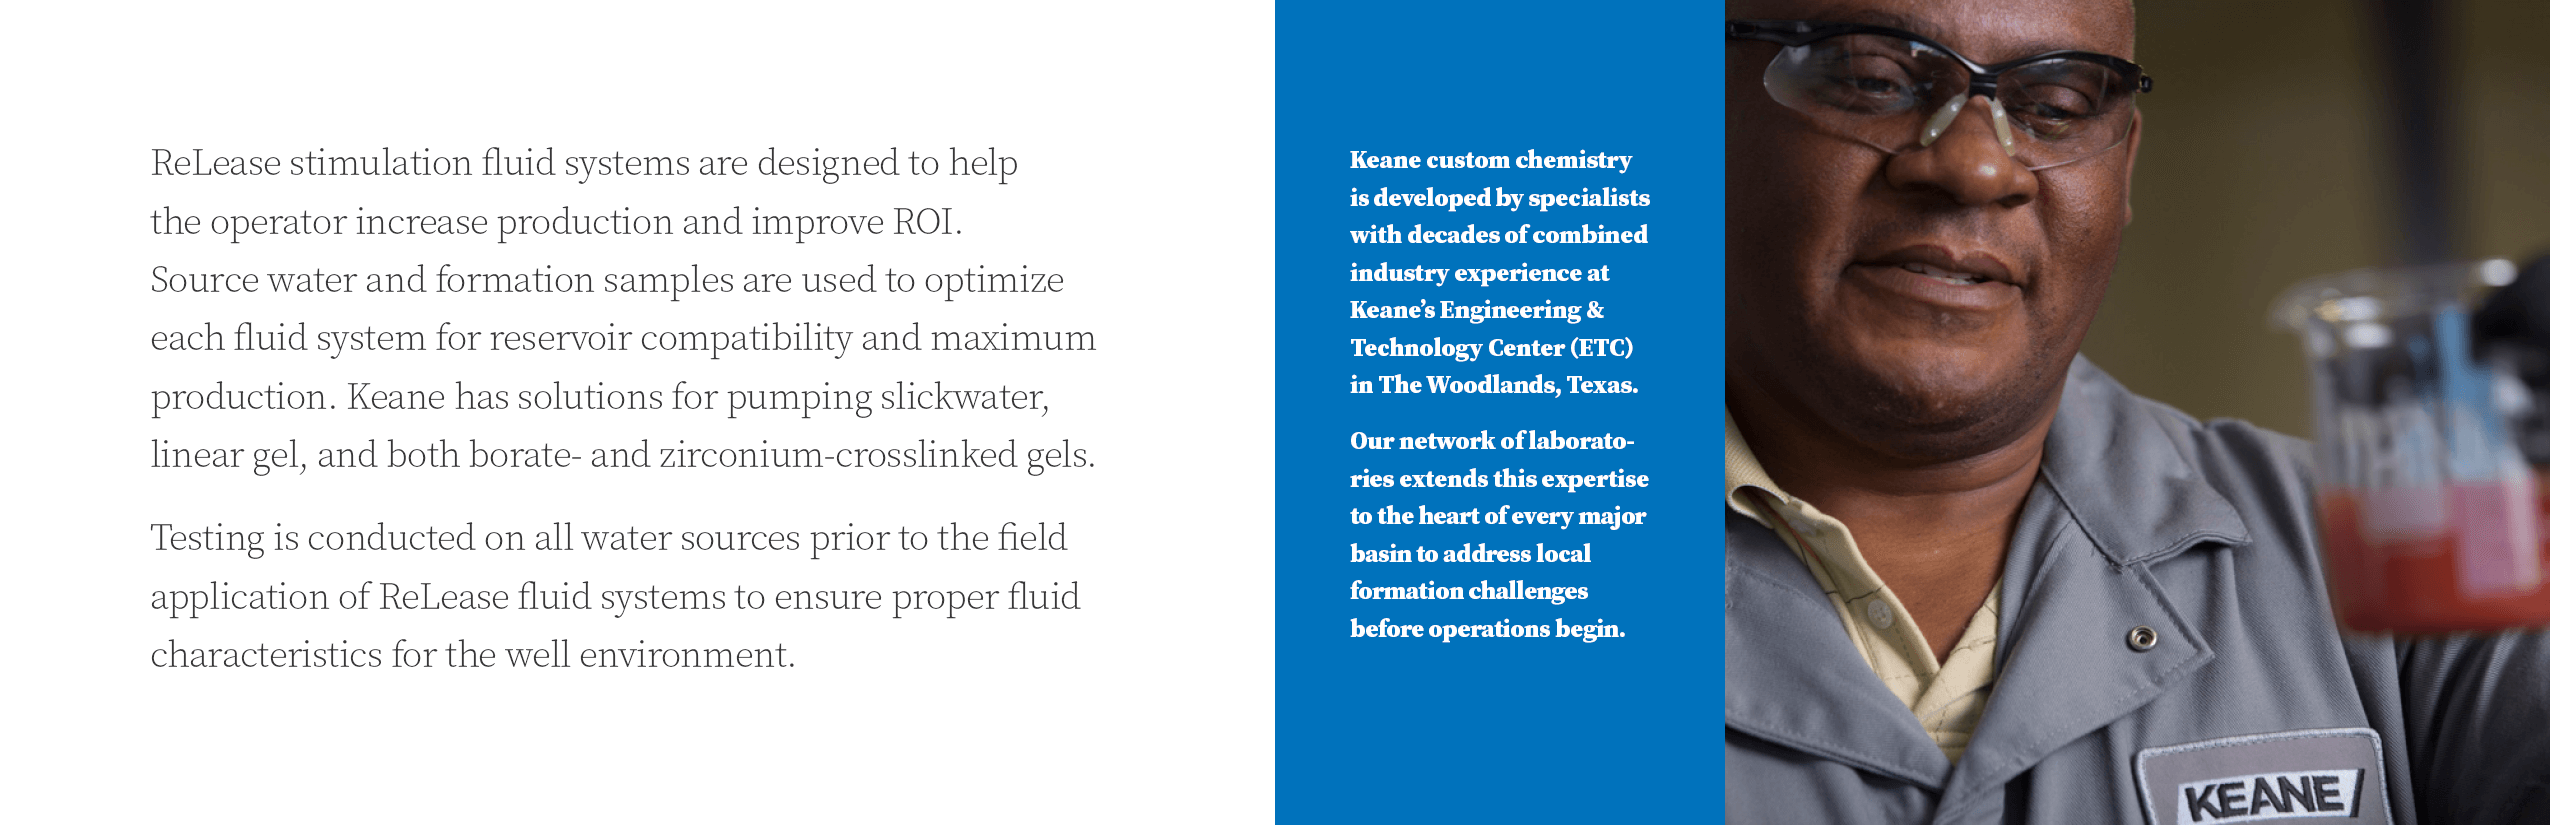 ReLease stimulation fluid systems are designed to help
the operator increase production and improve ROI.
Source water and formation samples are used to optimize
each fluid system for reservoir compatibility and maximum
production. Keane has solutions for pumping slickwater,
linear gel, and both borate- and zirconium-crosslinked gels.
Testing is conducted on all water sources prior to the field
application of ReLease fluid systems to ensure proper fluid
characteristics for the well environment.
Keane custom chemistry
is developed by specialists
with decades of combined
industry experience at
Keane’s Engineering &
Technology Center (ETC)
in The Woodlands, Texas.
Our network of laborato-
ries extends this expertise
to the heart of every major
basin to address local
formation challenges
before operations begin.
KEANE